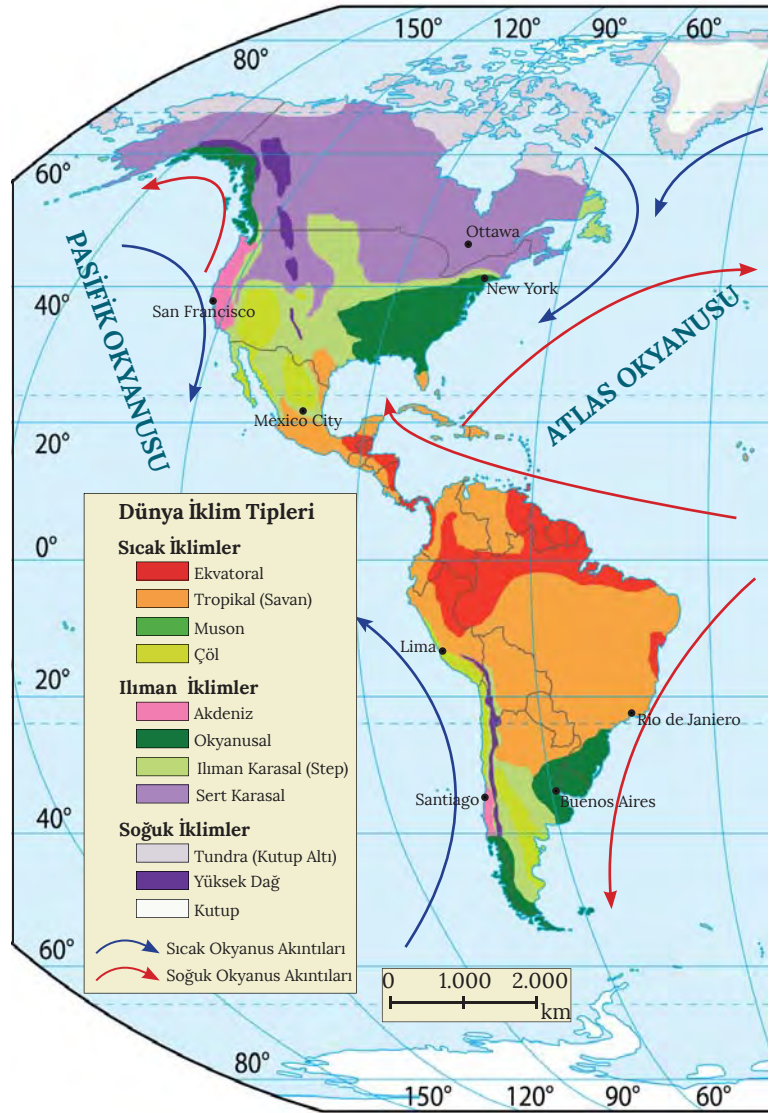 150° 120° 90° 60°
80°
60°
PASİFİK OKYANUSU
Ottawa
New York
40°
San Francisco
ATLAS OKYANUSU
Mexico City
20°
Dünya İklim Tipleri
Sıcak İklimler
Ekvatoral
Tropikal (Savan)
Muson
Çöl
Ilıman İklimler
Akdeniz
Okyanusal
Ilıman Karasal (Step)
Sert Karasal
Soğuk İklimler
Tundra (Kutup Altı)
Yüksek Dağ
Kutup
Sıcak Okyanus Akıntıları
Soğuk Okyanus Akıntıları
0°
Lima
20°
Rio de Janiero
Santiago
Buenos Aires
40°
60°
0 1.000 2.000
km
80°
150° 120° 90° 60°